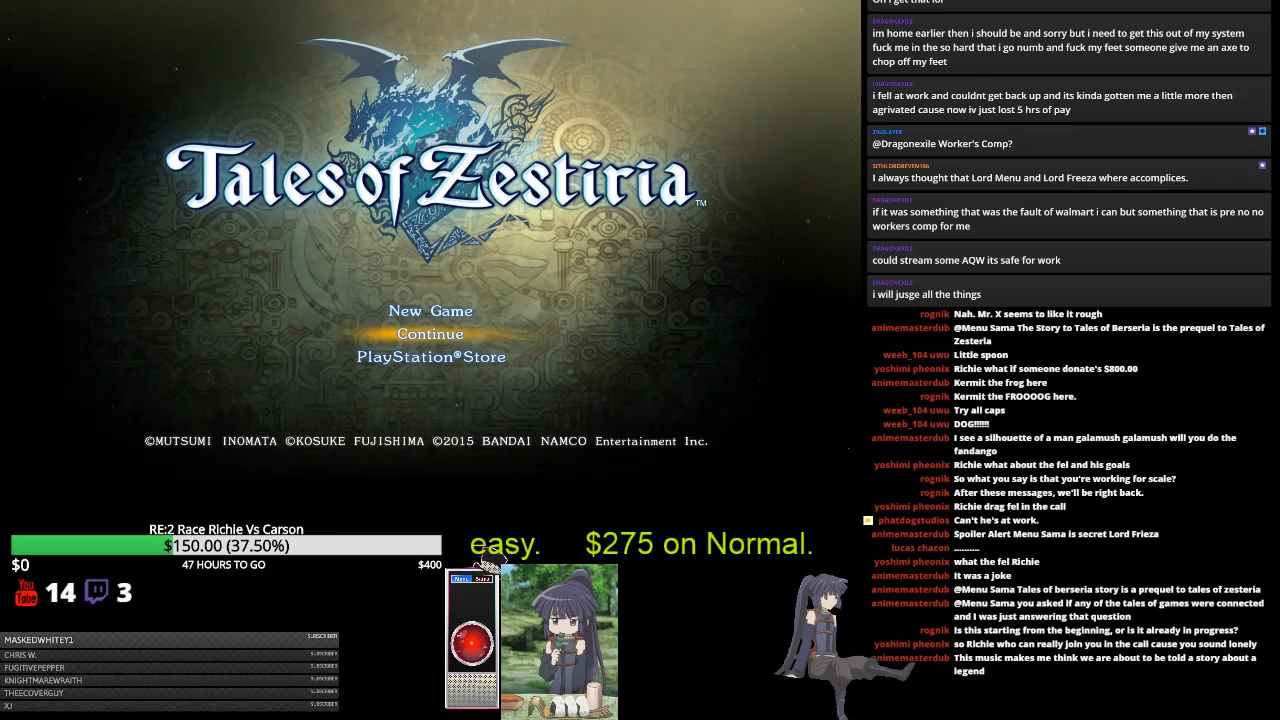 Tales of Zestiria™
New Game
Continue
PlayStation®Store
©MUTSUMI INOMATA ©KOSUKE FUJISHIMA ©2015 BANDAI NAMCO Entertainment Inc.
RE:2 Race Richie Vs Carson
$150.00 (37.50%)
$0
47 HOURS TO GO
$400
easy. $275 on Normal.
You Tube
14
3
MASKEDWHITEY1 SUBSCRIBER
CHRIS W. SUBSCRIBER
FUGITIVEPEPPER SUBSCRIBER
KNIGHTMAREWRAITH SUBSCRIBER
THEECOVERGUY SUBSCRIBER
XJ SUBSCRIBER
Menu Sama
DRAGONEXILE
im home earlier then i should be and sorry but i need to get this out of my system
fuck me in the so hard that i go numb and fuck my feet someone give me an axe to
chop off my feet
DRAGONEXILE
i fell at work and couldnt get back up and its kinda gotten me a little more then
agrivated cause now iv just lost 5 hrs of pay
ZIGSLAYER
@Dragonexile Worker's Comp?
SITHLORDREVEN186
I always thought that Lord Menu and Lord Freeza where accomplices.
DRAGONEXILE
if it was something that was the fault of walmart i can but something that is pre no no
workers comp for me
DRAGONEXILE
could stream some AQW its safe for work
DRAGONEXILE
i will jusge all the things
rognik Nah. Mr. X seems to like it rough
animemasterdub @Menu Sama The Story to Tales of Berseria is the prequel to Tales of
Zesteria
weeb_104 uwu Little spoon
yoshimi pheonix Richie what if someone donate's $800.00
animemasterdub Kermit the frog here
rognik Kermit the FROOOOG here.
weeb_104 uwu Try all caps
weeb_104 uwu DOG!!!!!!
animemasterdub I see a silhouette of a man galamush galamush will you do the
fandango
yoshimi pheonix Richie what about the fel and his goals
rognik So what you say is that you're working for scale?
rognik After these messages, we'll be right back.
yoshimi pheonix Richie drag fel in the call
phatdogstudios Can't he's at work.
animemasterdub Spoiler Alert Menu Sama is secret Lord Frieza
lucas chacon ..........
yoshimi pheonix what the fel Richie
animemasterdub It was a joke
animemasterdub @Menu Sama Tales of berseria story is a prequel to tales of zesteria
animemasterdub @Menu Sama you asked if any of the tales of games were connected
and I was just answering that question
rognik Is this starting from the beginning, or is it already in progress?
yoshimi pheonix so Richie who can really join you in the call cause you sound lonely
animemasterdub This music makes me think we are about to be told a story about a
legend